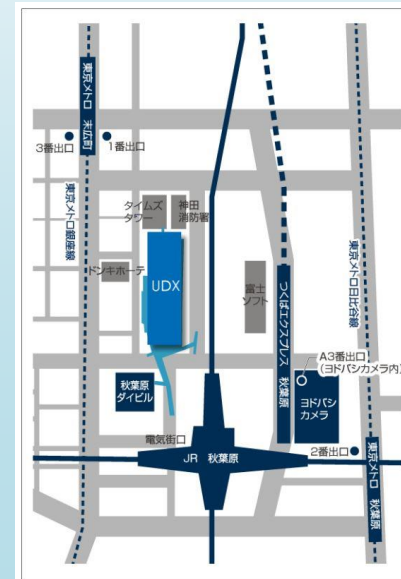 東京メトロ 末広町
3番出口
1番出口
東京メトロ銀座線
タイムズ
タワー
神田
消防署
ドンキホーテ
UDX
富士
ソフト
つくばエクスプレス 秋葉原
東京メトロ日比谷線
A3番出口
(ヨドバシカメラ内)
秋葉原
ダイビル
ヨドバシ
カメラ
電気街口
JR 秋葉原
2番出口
東京メトロ 秋葉原